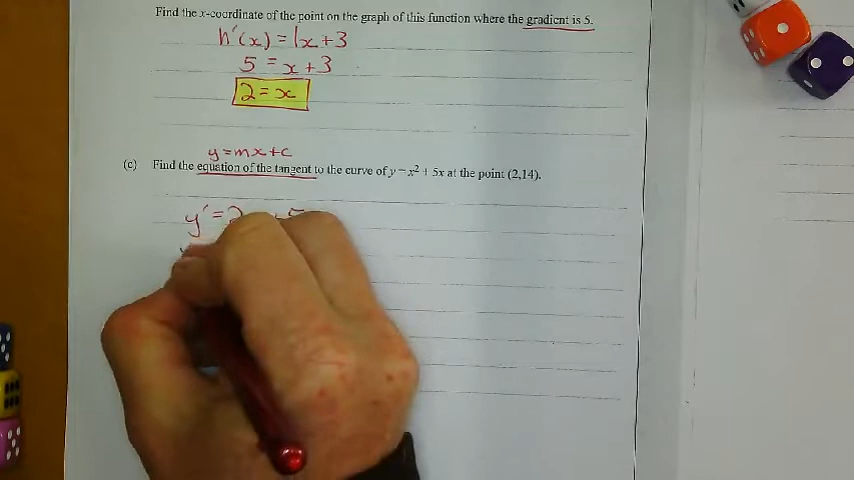 Find the x-coordinate of the point on the graph of this function where the gradient is 5.
h'(x) = 1x + 3
5 = x + 3
2 = x
y = mx + c
(c) Find the equation of the tangent to the curve of y = x² + 5x at the point (2,14).
y' = 2